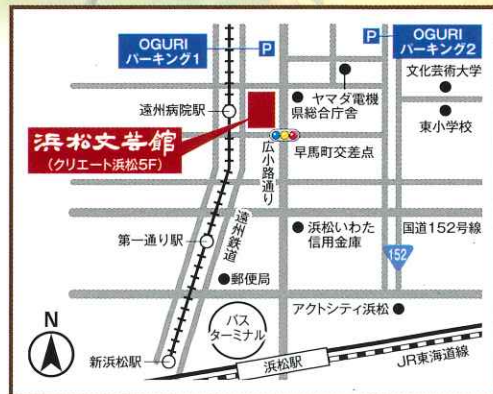 OGURI
パーキング1
P
P
OGURI
パーキング2
文化芸術大学
ヤマダ電機
県総合庁舎
遠州病院駅
東小学校
浜松文芸館
(クリエート浜松5F)
早馬町交差点
広小路通り
遠州鉄道
第一通り駅
浜松いわた
信用金庫
国道152号線
152
郵便局
バス
ターミナル
アクトシティ浜松
N
新浜松駅
浜松駅
JR東海道線